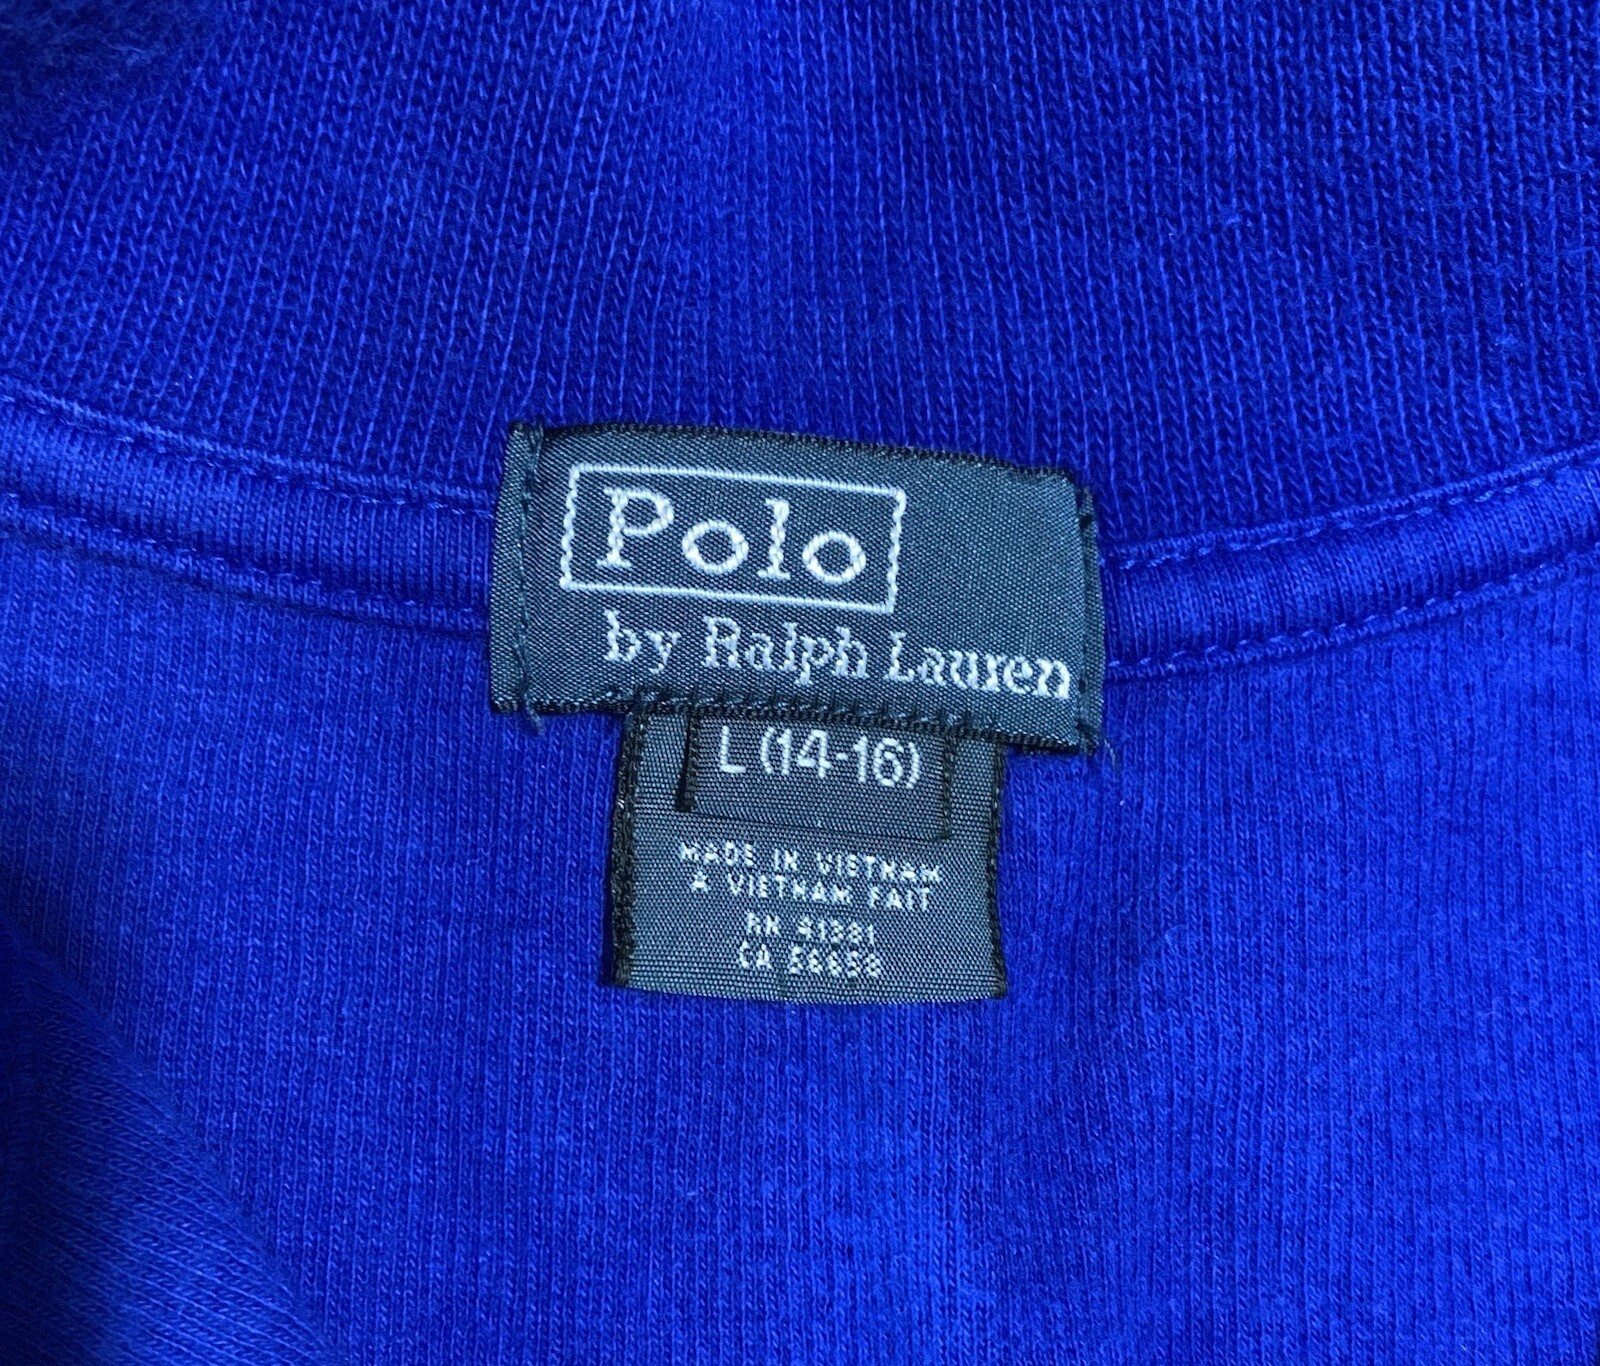 Polo
by Ralph Lauren
L (14-16)
MADE IN VIETNAM
A VIETNAM FAIT
RN 41381
CA 56658